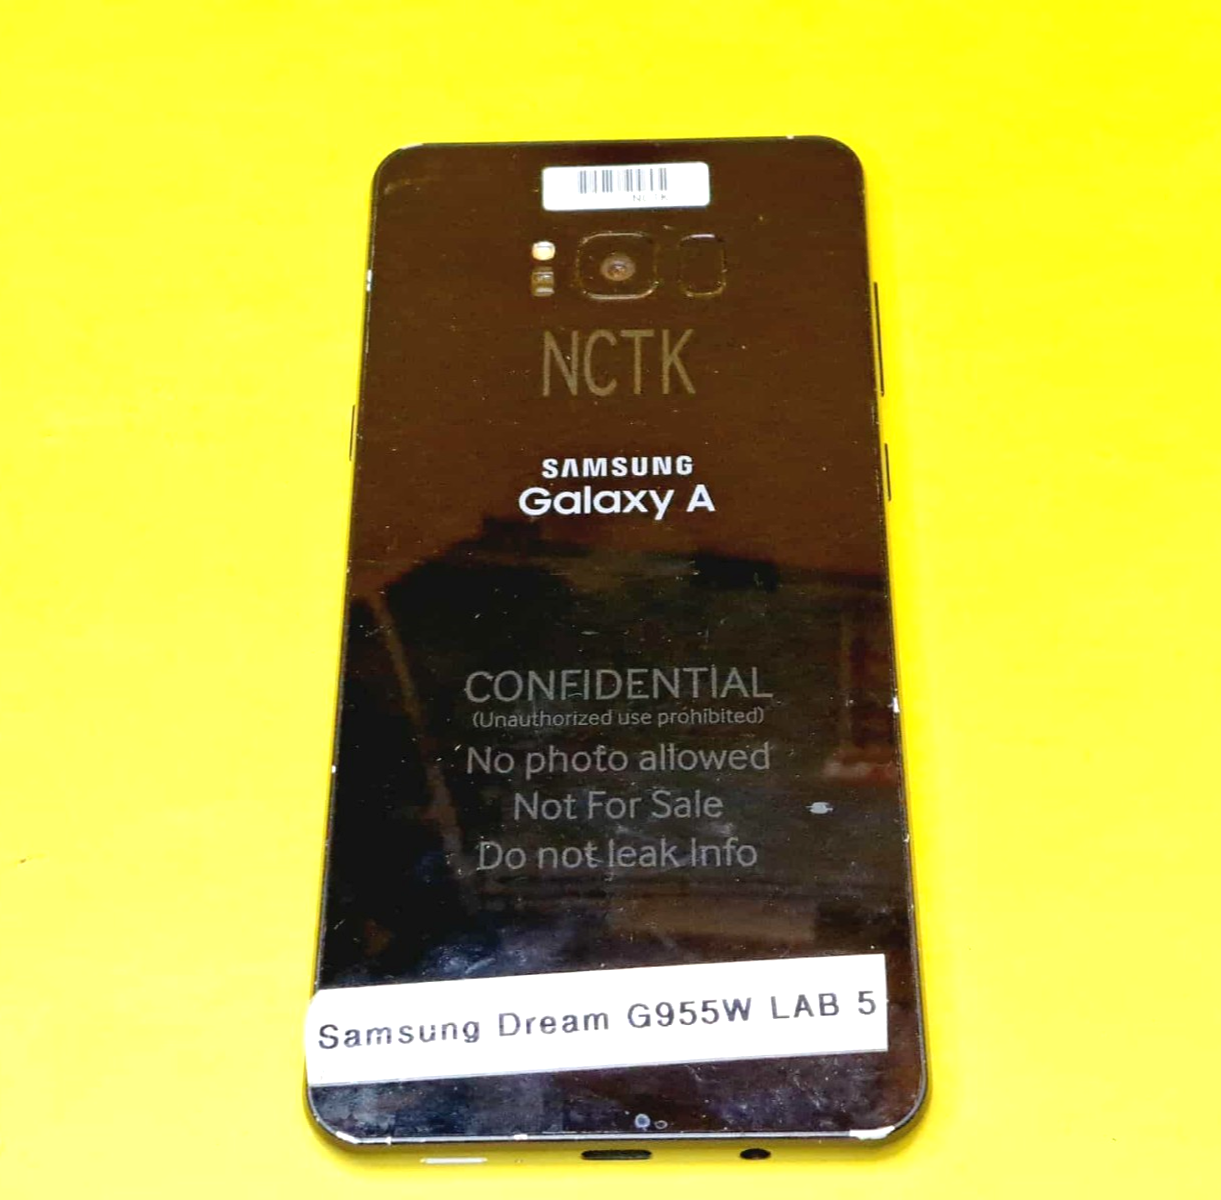 NCTK
NCTK
SAMSUNG
Galaxy A
CONFIDENTIAL
(Unauthorized use prohibited)
No photo allowed
Not For Sale
Do not leak Info
Samsung Dream G955W LAB 5